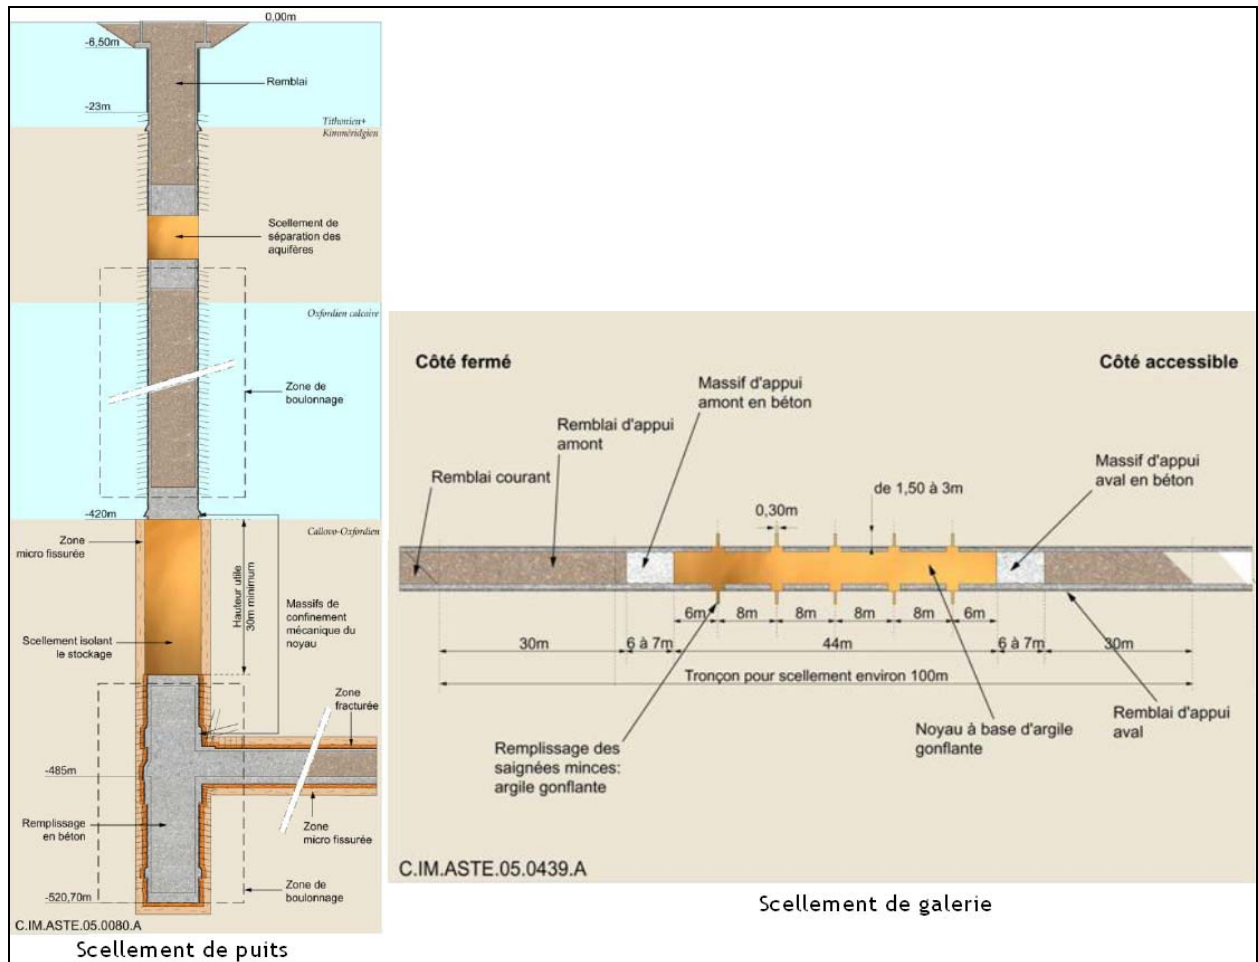 0,00m
-6,50m
Remblai
-23m
Tithonien+
Kimméridgien
Scellement de
séparation des
aquifères
Oxfordien calcaire
Zone de
boulonnage
-420m
Callovo-Oxfordien
Zone
micro fissurée
Hauteur utile
30m minimum
Massifs de
confinement
mécanique du
noyau
Scellement isolant
le stockage
Zone
fracturée
-485m
Remplissage
en béton
Zone
micro fissurée
Zone de
boulonnage
-520,70m
C.IM.ASTE.05.0080.A
Scellement de puits
Côté fermé
Côté accessible
Massif d'appui
amont en béton
Remblai d'appui
amont
Remblai courant
Massif d'appui
aval en béton
de 1,50 à 3m
0,30m
6m 8m 8m 8m 8m 6m
30m 6 à 7m 44m 6 à 7m 30m
Tronçon pour scellement environ 100m
Remplissage des
saignées minces:
argile gonflante
Noyau à base d'argile
gonflante
Remblai d'appui
aval
C.IM.ASTE.05.0439.A
Scellement de galerie